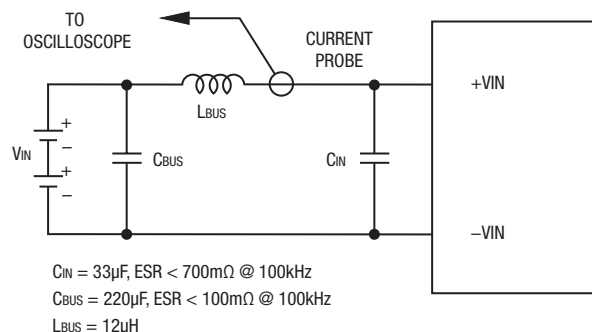 TO
OSCILLOSCOPE
CURRENT
PROBE
LBUS
+VIN
VIN
+
−
+
−
CBUS
CIN
−VIN
CIN = 33µF, ESR < 700mΩ @ 100kHz
CBUS = 220µF, ESR < 100mΩ @ 100kHz
LBUS = 12µH